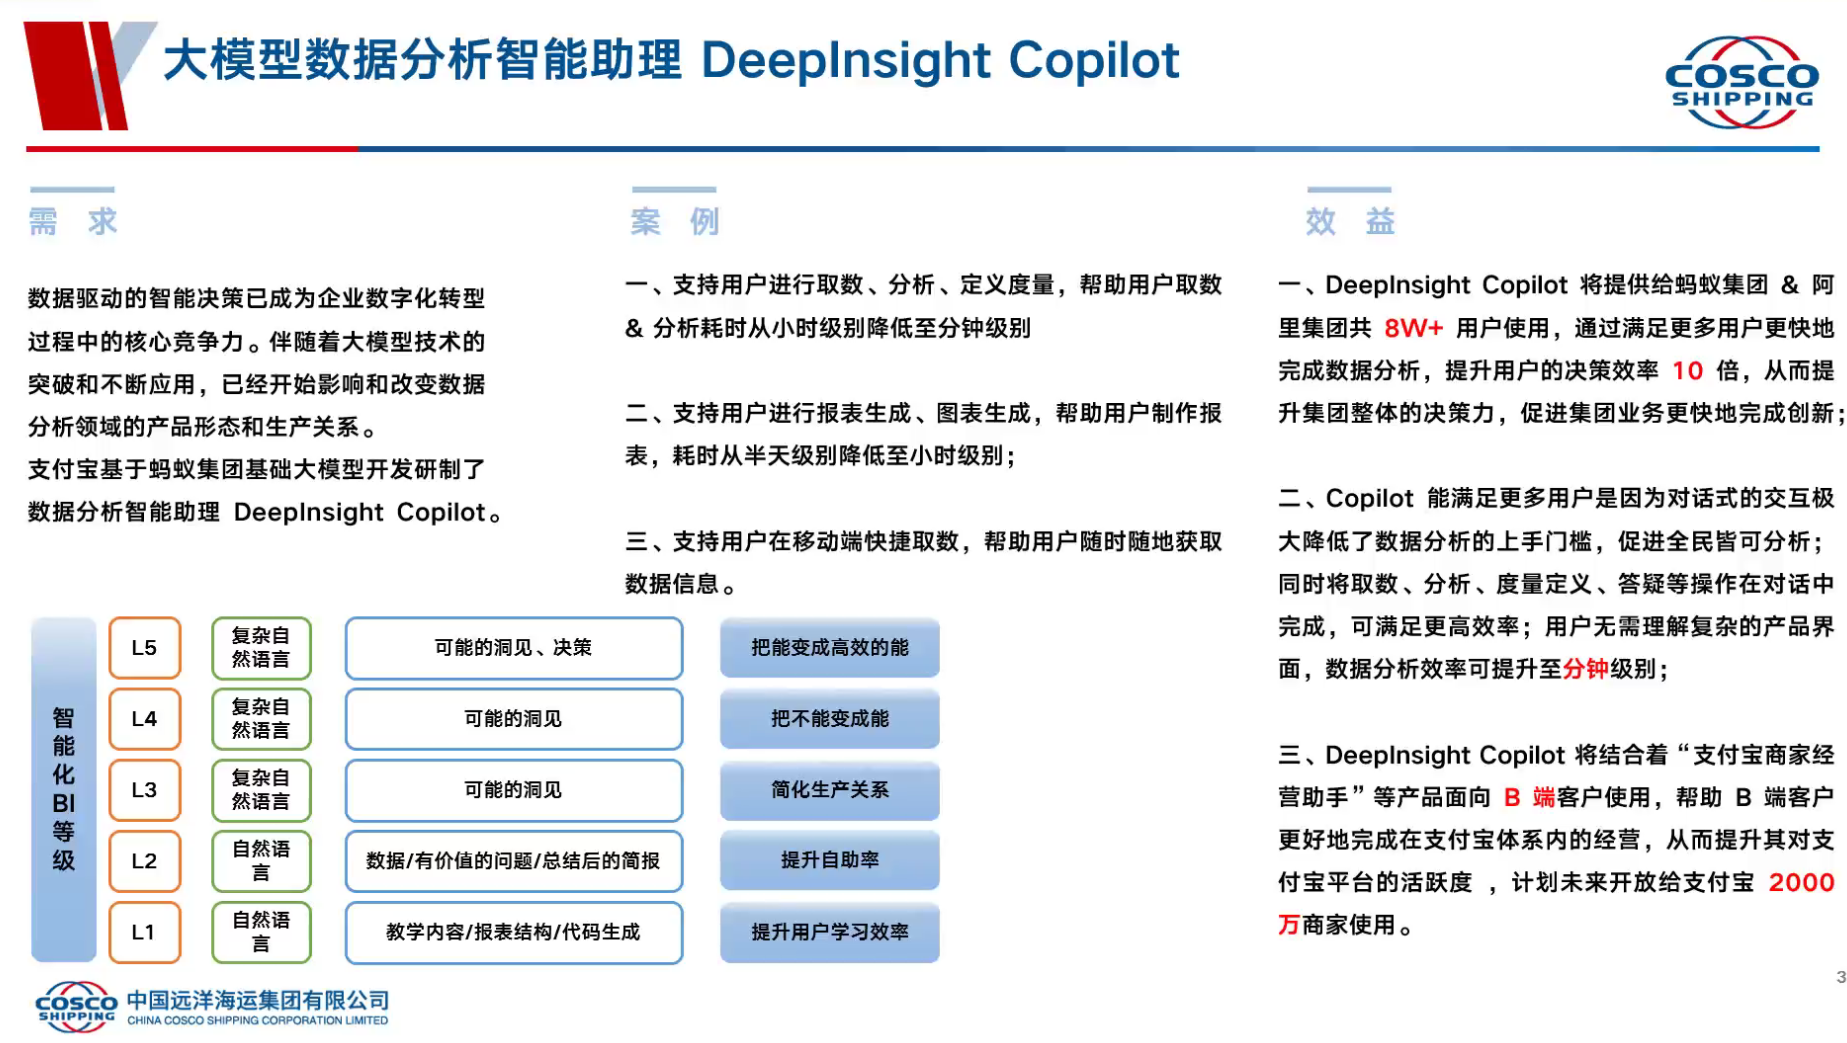 大模型数据分析智能助理 DeepInsight Copilot
COSCO
SHIPPING
需 求
数据驱动的智能决策已成为企业数字化转型
过程中的核心竞争力。伴随着大模型技术的
突破和不断应用，已经开始影响和改变数据
分析领域的产品形态和生产关系。
支付宝基于蚂蚁集团基础大模型开发研制了
数据分析智能助理 DeepInsight Copilot。
案 例
一、支持用户进行取数、分析、定义度量，帮助用户取数
& 分析耗时从小时级别降低至分钟级别
二、支持用户进行报表生成、图表生成，帮助用户制作报
表，耗时从半天级别降低至小时级别；
三、支持用户在移动端快捷取数，帮助用户随时随地获取
数据信息。
效 益
一、DeepInsight Copilot 将提供给蚂蚁集团 & 阿
里集团共 8W+ 用户使用，通过满足更多用户更快地
完成数据分析，提升用户的决策效率 10 倍，从而提
升集团整体的决策力，促进集团业务更快地完成创新；
二、Copilot 能满足更多用户是因为对话式的交互极
大降低了数据分析的上手门槛，促进全民皆可分析；
同时将取数、分析、度量定义、答疑等操作在对话中
完成，可满足更高效率；用户无需理解复杂的产品界
面，数据分析效率可提升至分钟级别；
三、DeepInsight Copilot 将结合着“支付宝商家经
营助手”等产品面向 B 端客户使用，帮助 B 端客户
更好地完成在支付宝体系内的经营，从而提升其对支
付宝平台的活跃度 ，计划未来开放给支付宝 2000
万商家使用。
智能化BI等级
L5
复杂自
然语言
可能的洞见、决策
把能变成高效的能
L4
复杂自
然语言
可能的洞见
把不能变成能
L3
复杂自
然语言
可能的洞见
简化生产关系
L2
自然语
言
数据/有价值的问题/总结后的简报
提升自助率
L1
自然语
言
教学内容/报表结构/代码生成
提升用户学习效率
3
COSCO
SHIPPING
中国远洋海运集团有限公司
CHINA COSCO SHIPPING CORPORATION LIMITED